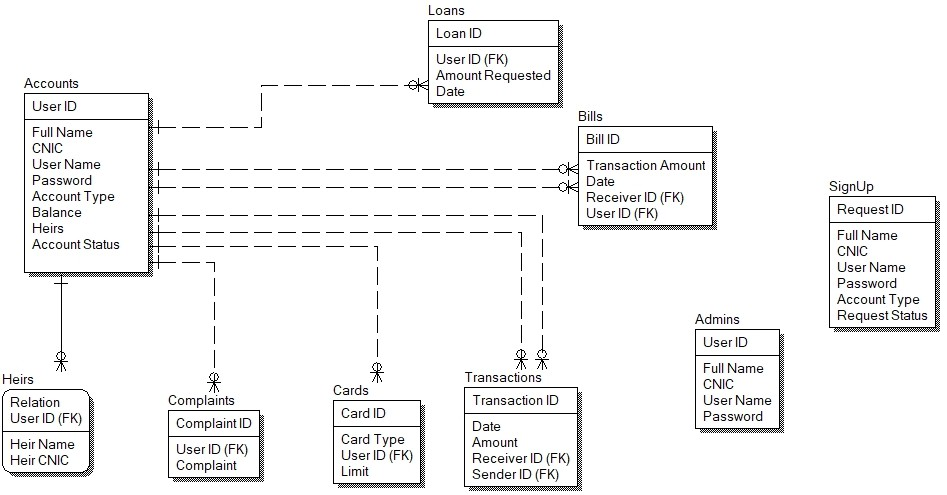 Loans
Loan ID
User ID (FK)
Amount Requested
Date
Accounts
User ID
Full Name
CNIC
User Name
Password
Account Type
Balance
Heirs
Account Status
Bills
Bill ID
Transaction Amount
Date
Receiver ID (FK)
User ID (FK)
SignUp
Request ID
Full Name
CNIC
User Name
Password
Account Type
Request Status
Admins
User ID
Full Name
CNIC
User Name
Password
Heirs
Relation
User ID (FK)
Heir Name
Heir CNIC
Complaints
Complaint ID
User ID (FK)
Complaint
Cards
Card ID
Card Type
User ID (FK)
Limit
Transactions
Transaction ID
Date
Amount
Receiver ID (FK)
Sender ID (FK)